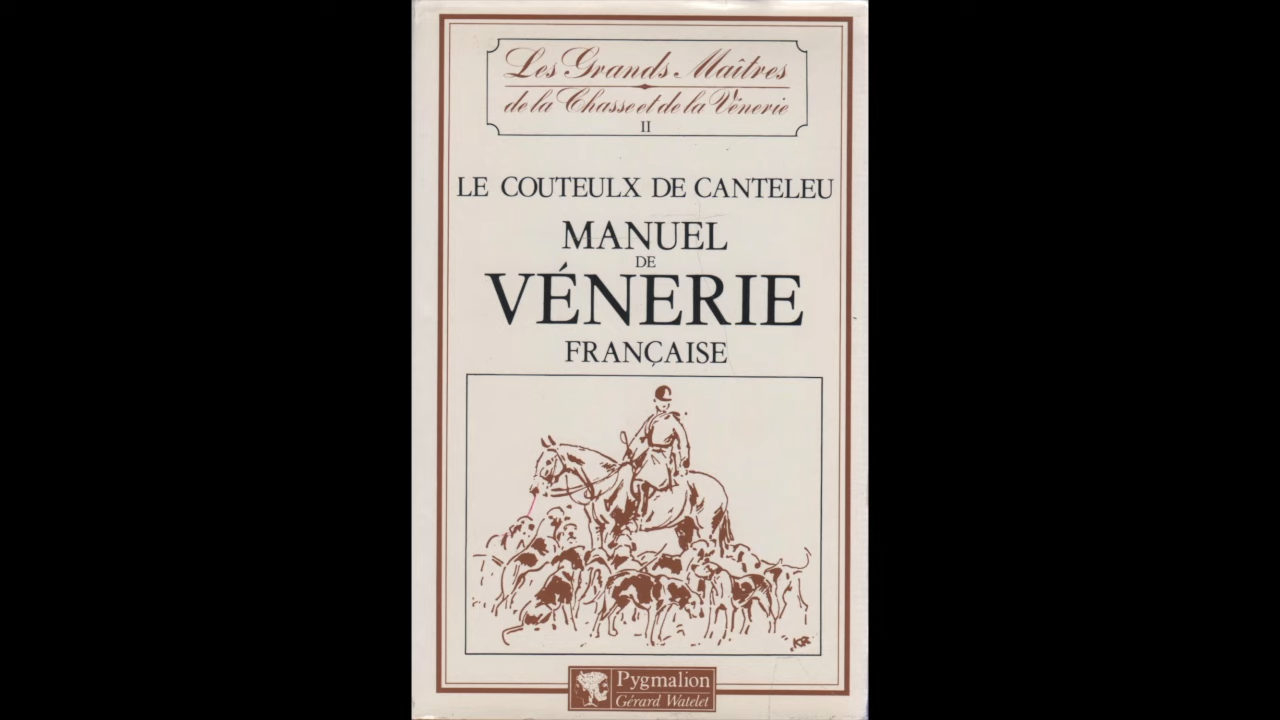 Les Grands Maîtres
de la Chasse et de la Vénerie
II
LE COUTEULX DE CANTELEU
MANUEL
DE
VÉNERIE
FRANÇAISE
KR
Pygmalion
Gérard Watelet